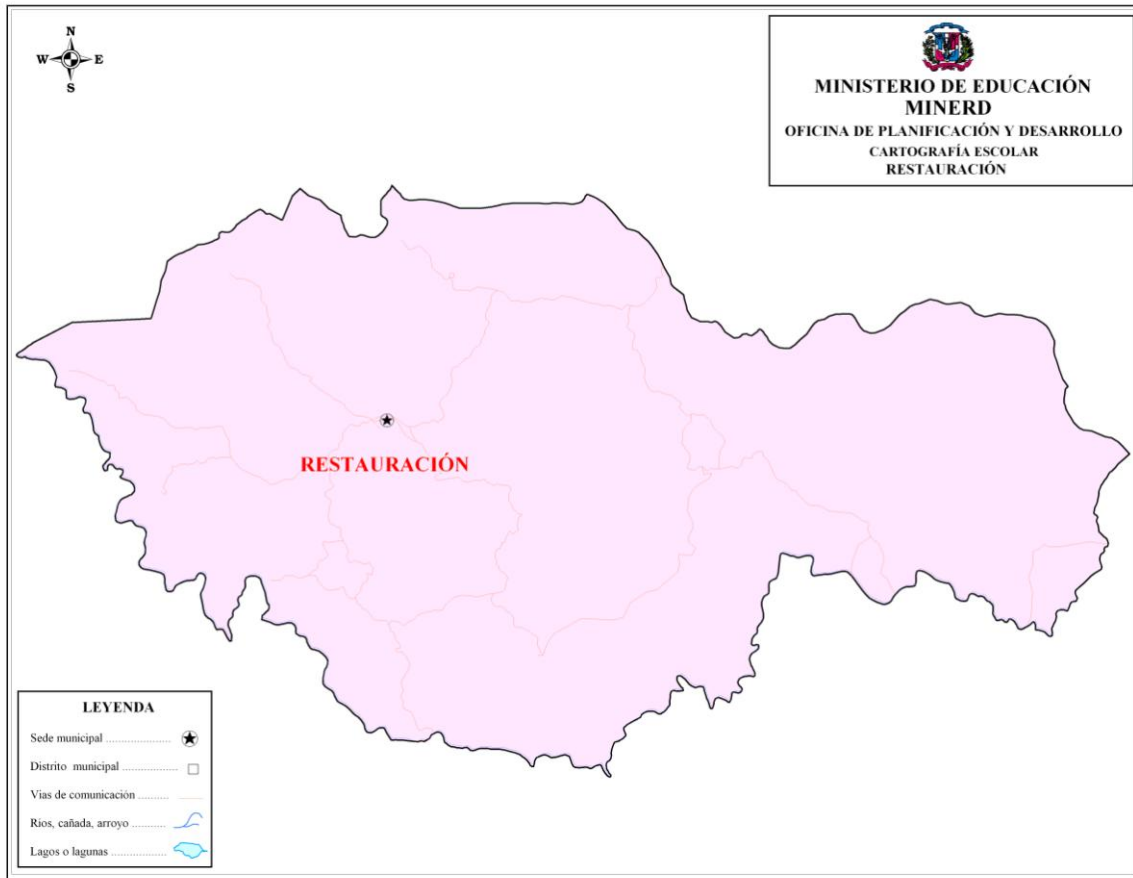 N
W E
S
MINISTERIO DE EDUCACIÓN
MINERD
OFICINA DE PLANIFICACIÓN Y DESARROLLO
CARTOGRAFÍA ESCOLAR
RESTAURACIÓN
RESTAURACIÓN
LEYENDA
Sede municipal ......................
Distrito municipal .................
Vias de comunicación ..........
Rios, cañada, arroyo ............
Lagos o lagunas ...................